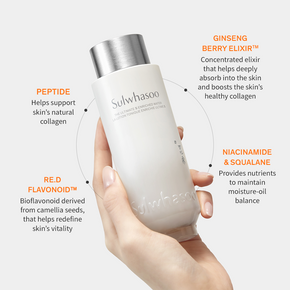 GINSENG
BERRY ELIXIR™
Concentrated elixir
that helps deeply
absorb into the skin
and boosts the skin's
healthy collagen
PEPTIDE
Helps support
skin's natural
collagen
Sulwhasoo
NIACINAMIDE
& SQUALANE
Provides nutrients
to maintain
moisture-oil
balance
RE.D
FLAVONOID™
Bioflavonoid derived
from camellia seeds,
that helps redefine
skin's vitality
Sulwhasoo